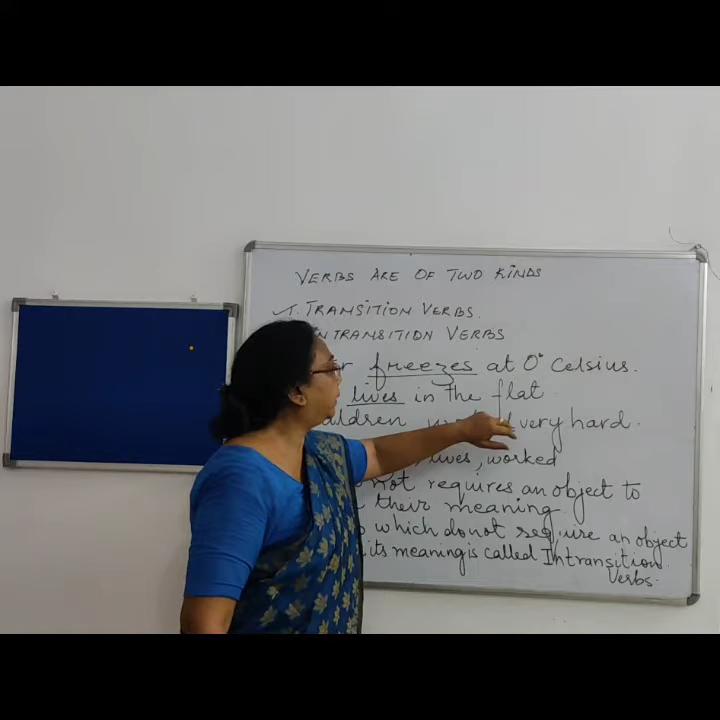 VERBS ARE OF TWO KINDS
1. TRANSITION VERBS.
INTRANSITION VERBS
freezes at 0° Celsius.
lives in the flat
very hard.
lives, worked
not requires an object to
their meaning.
which donot require an object
its meaning is called Intransition
Verbs.